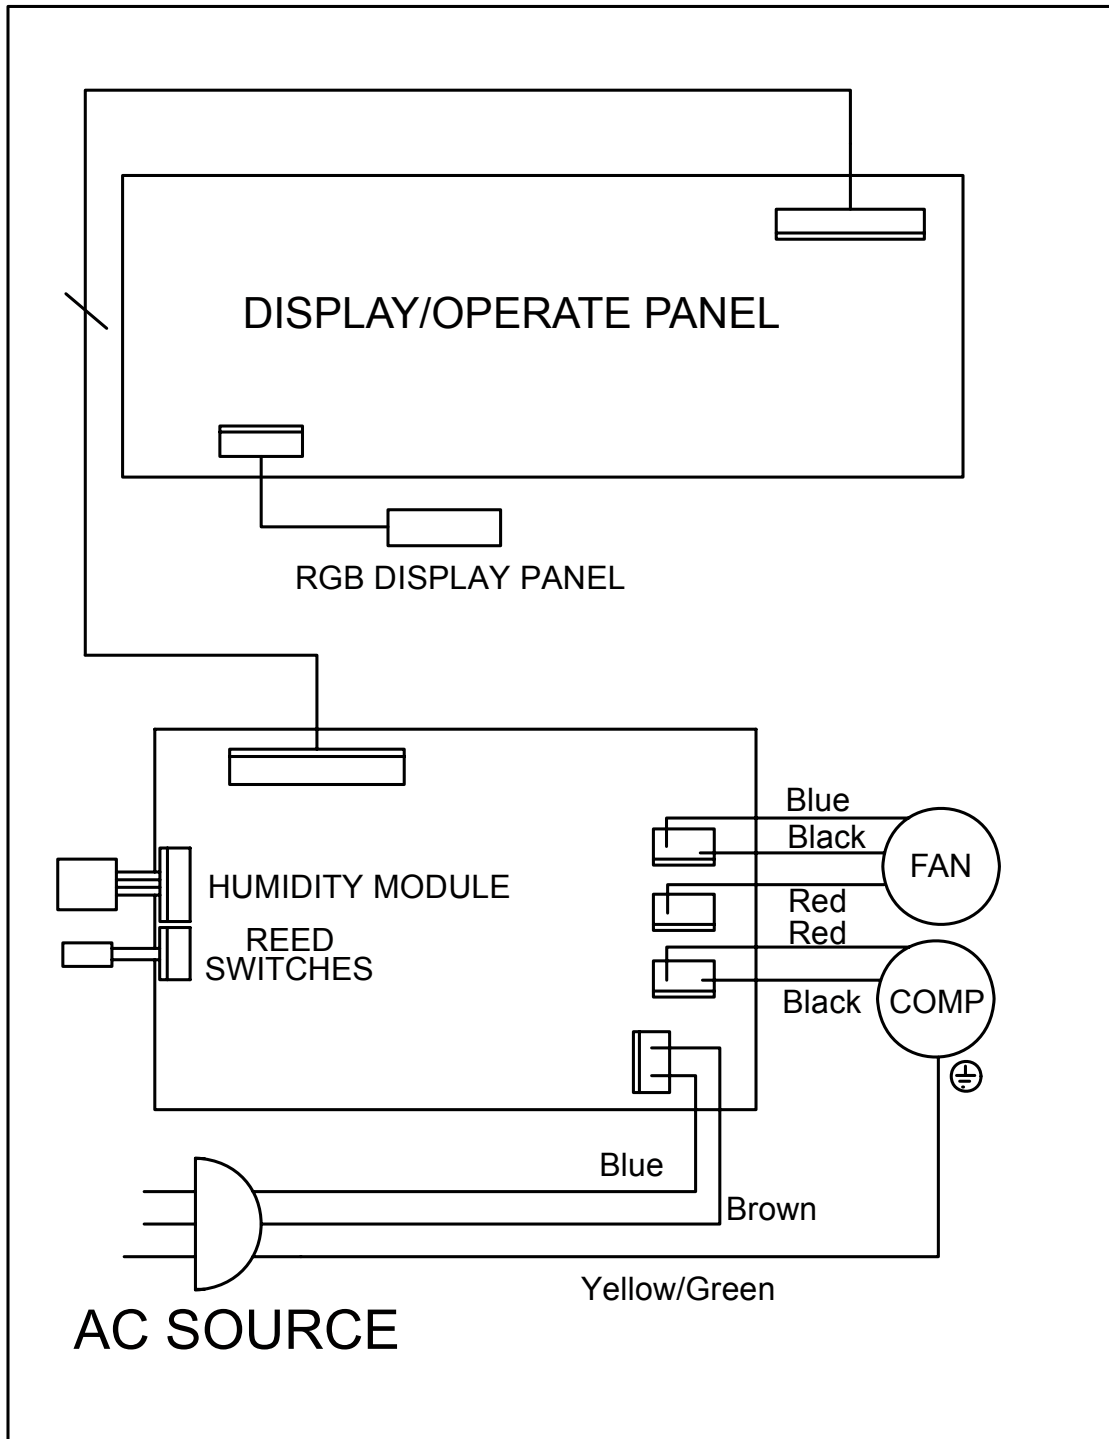 DISPLAY/OPERATE PANEL
RGB DISPLAY PANEL
Blue
Black
FAN
HUMIDITY MODULE
Red
REED
SWITCHES
Red
Black
COMP
Blue
Brown
Yellow/Green
AC SOURCE